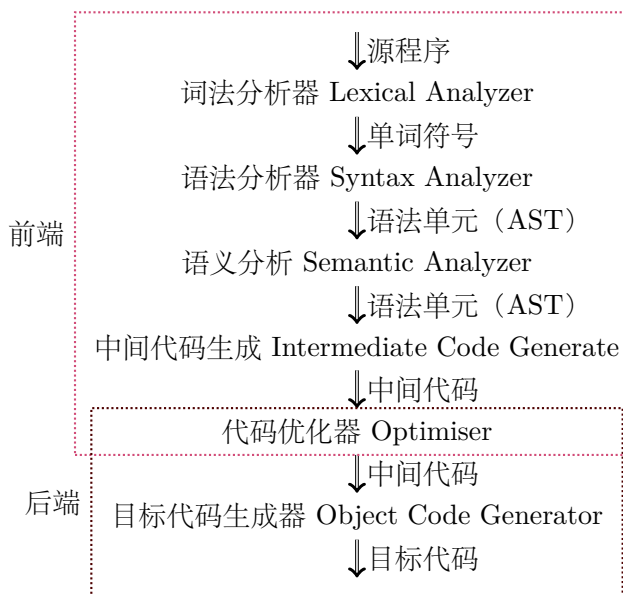 源程序
词法分析器 Lexical Analyzer
单词符号
语法分析器 Syntax Analyzer
语法单元（AST）
前端
语义分析 Semantic Analyzer
语法单元（AST）
中间代码生成 Intermediate Code Generate
中间代码
代码优化器 Optimiser
中间代码
后端
目标代码生成器 Object Code Generator
目标代码